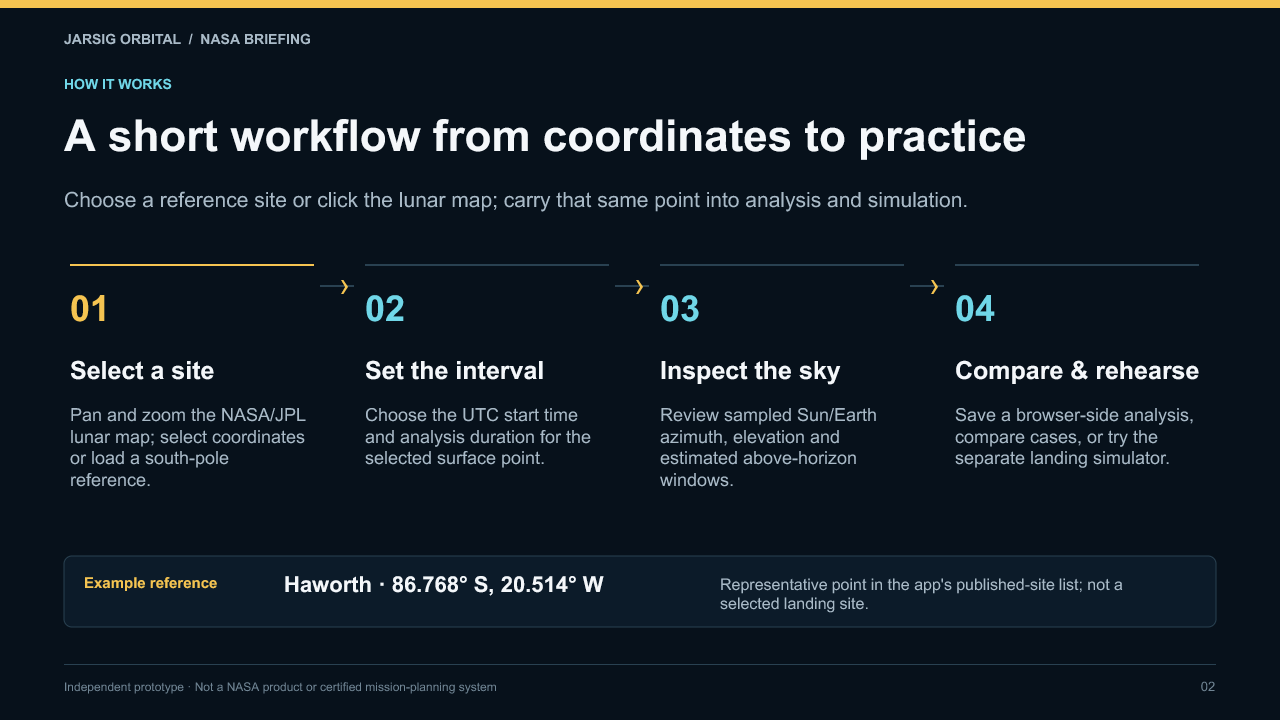 JARSIG ORBITAL / NASA BRIEFING
HOW IT WORKS
A short workflow from coordinates to practice
Choose a reference site or click the lunar map; carry that same point into analysis and simulation.
01
Select a site
Pan and zoom the NASA/JPL
lunar map; select coordinates
or load a south-pole
reference.
02
Set the interval
Choose the UTC start time
and analysis duration for the
selected surface point.
03
Inspect the sky
Review sampled Sun/Earth
azimuth, elevation and
estimated above-horizon
windows.
04
Compare & rehearse
Save a browser-side analysis,
compare cases, or try the
separate landing simulator.
Example reference
Haworth · 86.768° S, 20.514° W
Representative point in the app's published-site list; not a
selected landing site.
Independent prototype · Not a NASA product or certified mission-planning system
02